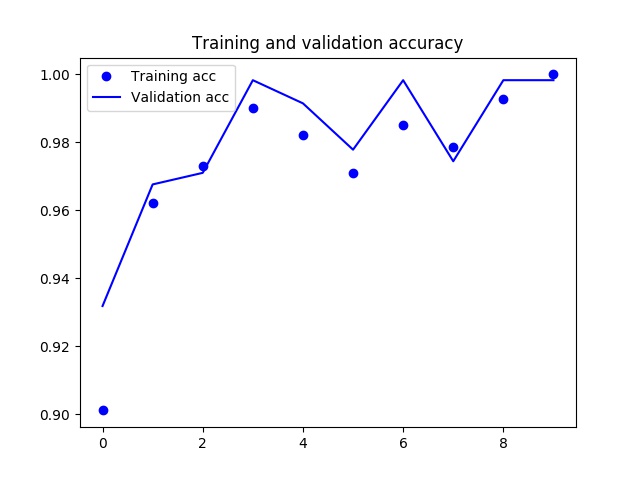 Training and validation accuracy
Training acc
Validation acc
1.00
0.98
0.96
0.94
0.92
0.90
0 2 4 6 8